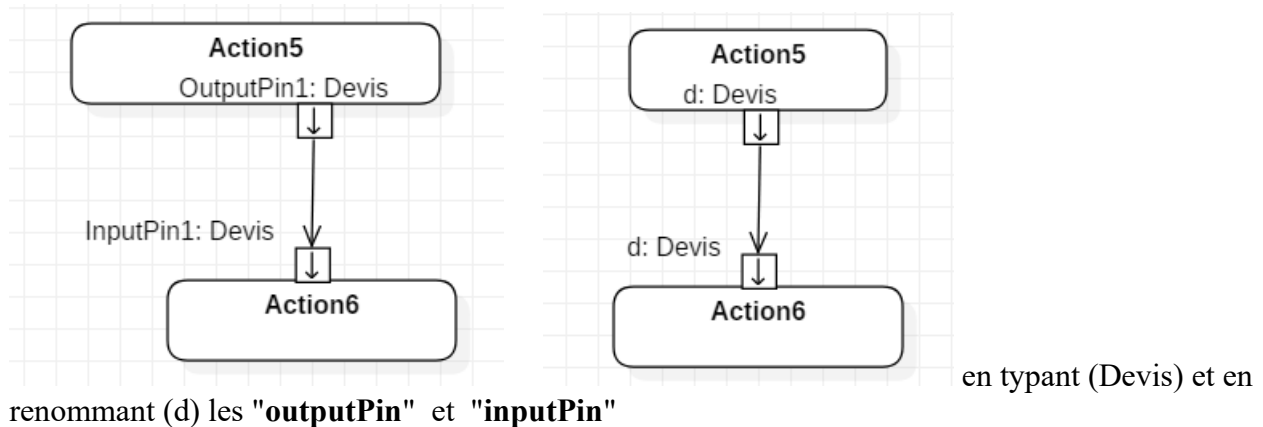 Action5
OutputPin1: Devis
InputPin1: Devis
Action6
Action5
d: Devis
d: Devis
Action6
en typant (Devis) et en
renommant (d) les "outputPin" et "inputPin"